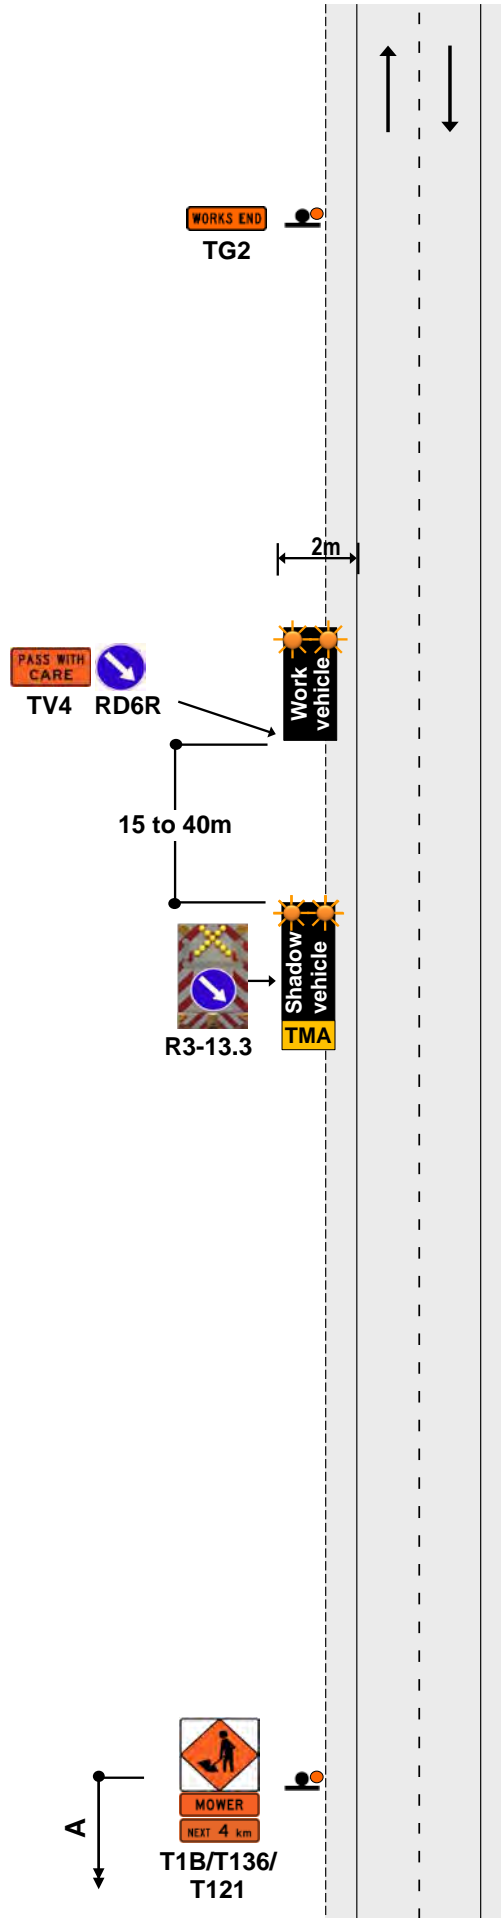 WORKS END
TG2
2m
Work
vehicle
PASS WITH
CARE
TV4 RD6R
15 to 40m
Shadow
vehicle
TMA
R3-13.3
MOWER
NEXT 4 km
A
T1B/T136/
T121